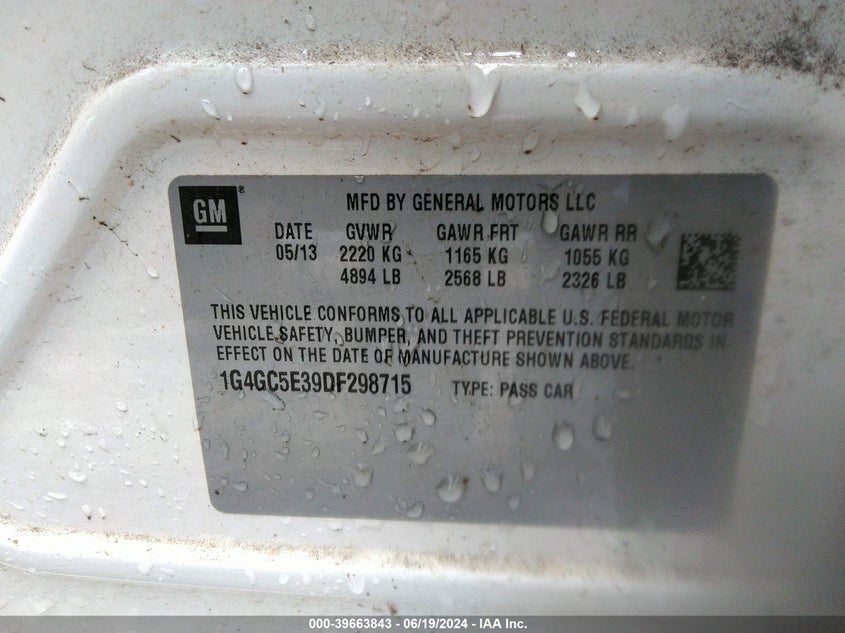 GM ® MFD BY GENERAL MOTORS LLC
DATE GVWR GAWR FRT GAWR RR
05/13 2220 KG 1165 KG 1055 KG
4894 LB 2568 LB 2326 LB
THIS VEHICLE CONFORMS TO ALL APPLICABLE U.S. FEDERAL MOTOR
VEHICLE SAFETY, BUMPER, AND THEFT PREVENTION STANDARDS IN
EFFECT ON THE DATE OF MANUFACTURE SHOWN ABOVE.
1G4GC5E39DF298715 TYPE: PASS CAR
000-39663843 - 06/19/2024 - IAA Inc.